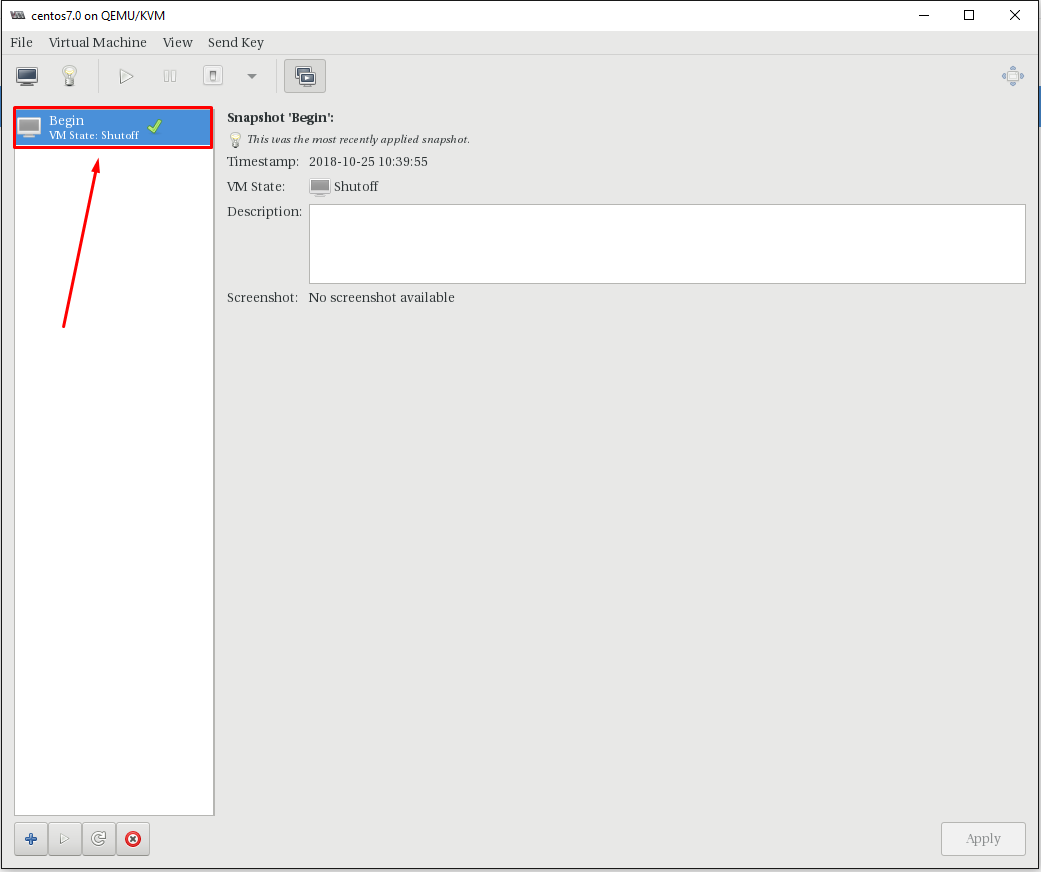 centos7.0 on QEMU/KVM
File Virtual Machine View Send Key
Begin
VM State: Shutoff
Snapshot 'Begin':
This was the most recently applied snapshot.
Timestamp: 2018-10-25 10:39:55
VM State: Shutoff
Description:
Screenshot: No screenshot available
Apply